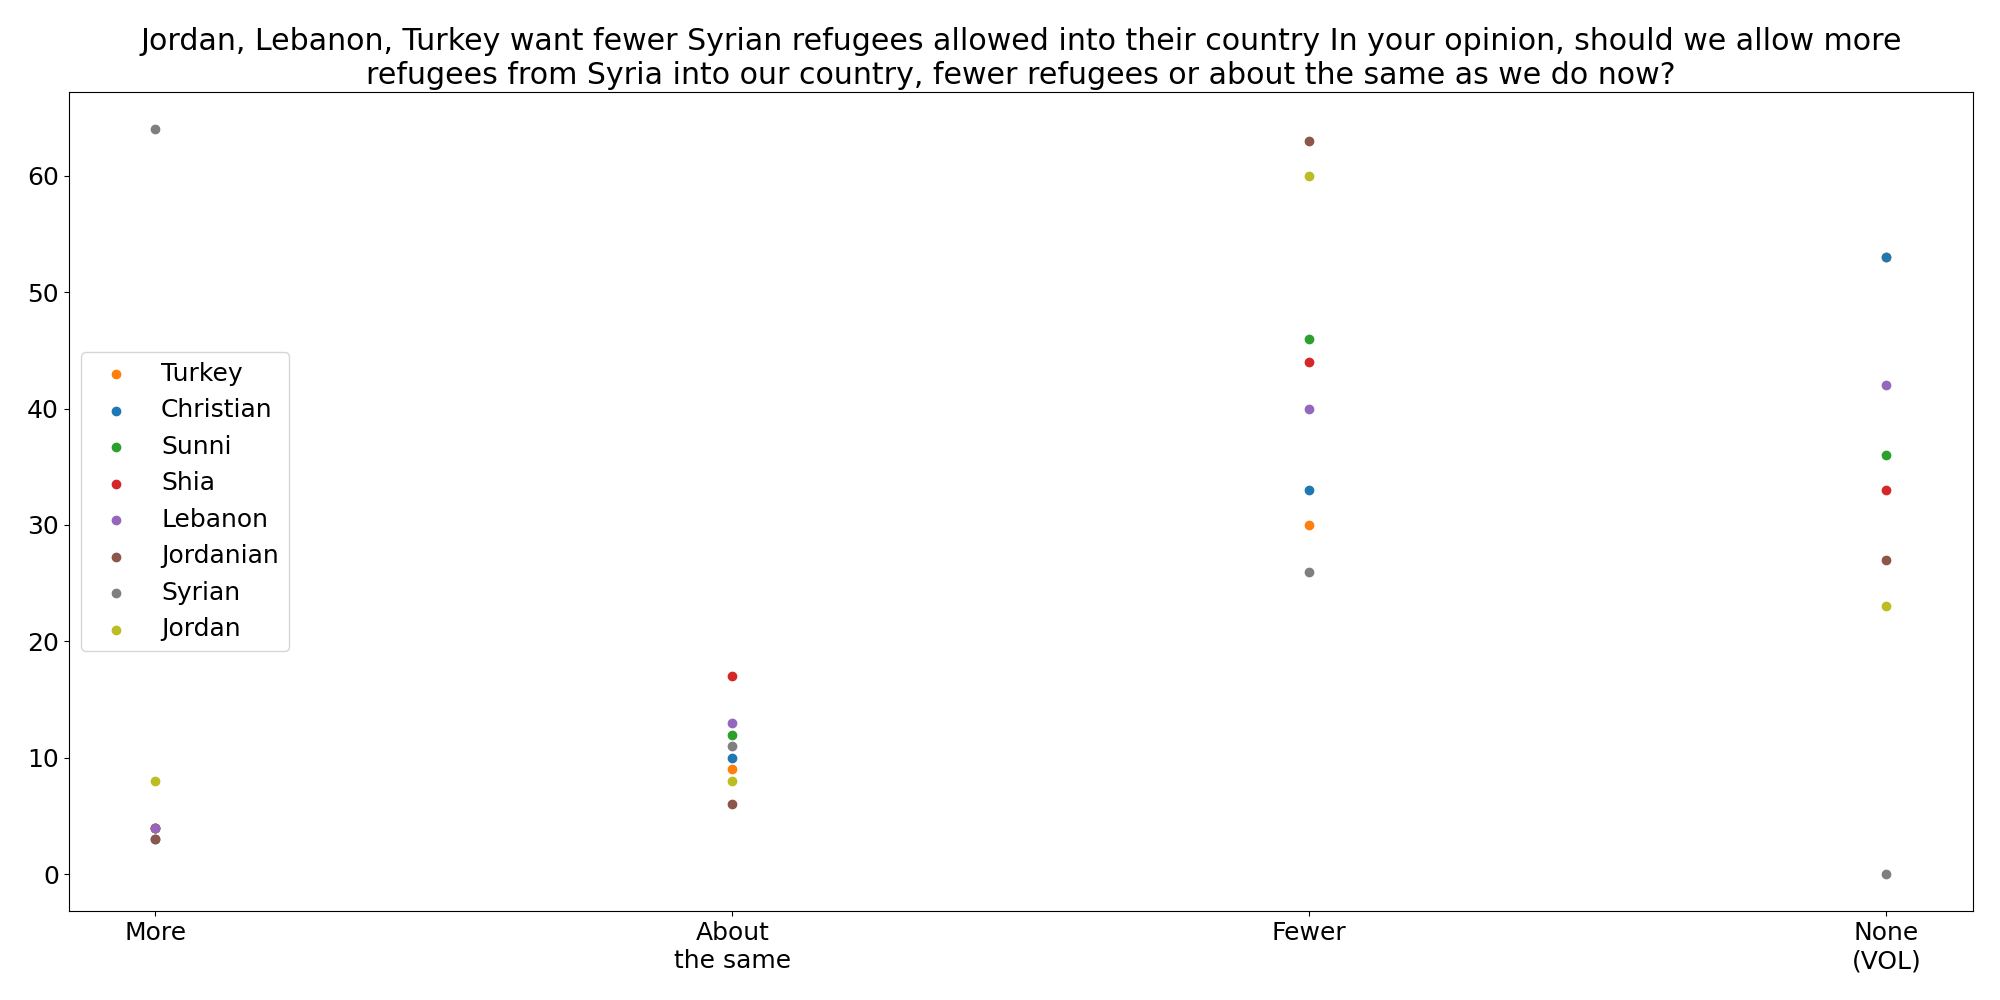 Jordan, Lebanon, Turkey want fewer Syrian refugees allowed into their country In your opinion, should we allow more
refugees from Syria into our country, fewer refugees or about the same as we do now?
60
50
40
30
20
10
0
Turkey
Christian
Sunni
Shia
Lebanon
Jordanian
Syrian
Jordan
More
About
the same
Fewer
None
(VOL)